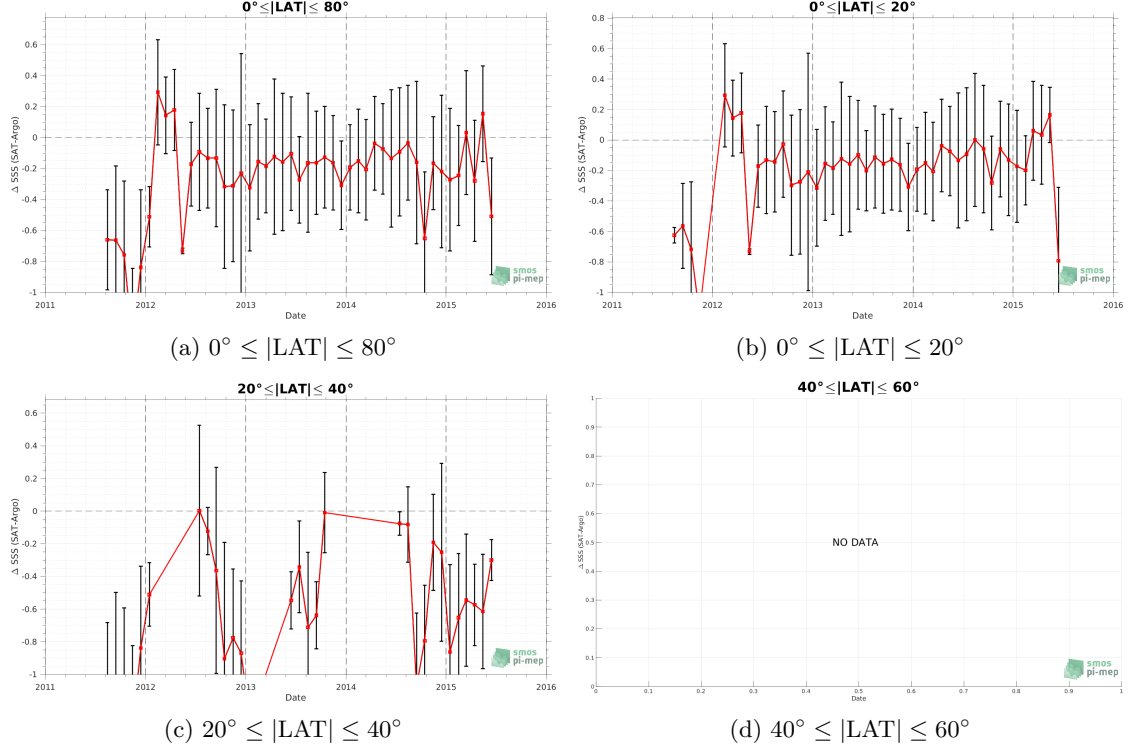 0°≤|LAT|≤ 80°
Δ SSS (SAT-Argo)
0.6
0.4
0.2
0
-0.2
-0.4
-0.6
-0.8
-1
2011
2012
2013
2014
2015
2016
Date
smos
pi-mep
(a) 0° ≤ |LAT| ≤ 80°
0°≤|LAT|≤ 20°
Δ SSS (SAT-Argo)
0.8
0.6
0.4
0.2
0
-0.2
-0.4
-0.6
-0.8
-1
2011
2012
2013
2014
2015
2016
Date
smos
pi-mep
(b) 0° ≤ |LAT| ≤ 20°
20°≤|LAT|≤ 40°
Δ SSS (SAT-Argo)
0.6
0.4
0.2
0
-0.2
-0.4
-0.6
-0.8
-1
2011
2012
2013
2014
2015
2016
Date
smos
pi-mep
(c) 20° ≤ |LAT| ≤ 40°
40°≤|LAT|≤ 60°
Δ SSS (SAT-Argo)
1
0.9
0.8
0.7
0.6
0.5
0.4
0.3
0.2
0.1
0
NO DATA
0
0.1
0.2
0.3
0.4
0.5
0.6
0.7
0.8
0.9
1
Date
smos
pi-mep
(d) 40° ≤ |LAT| ≤ 60°